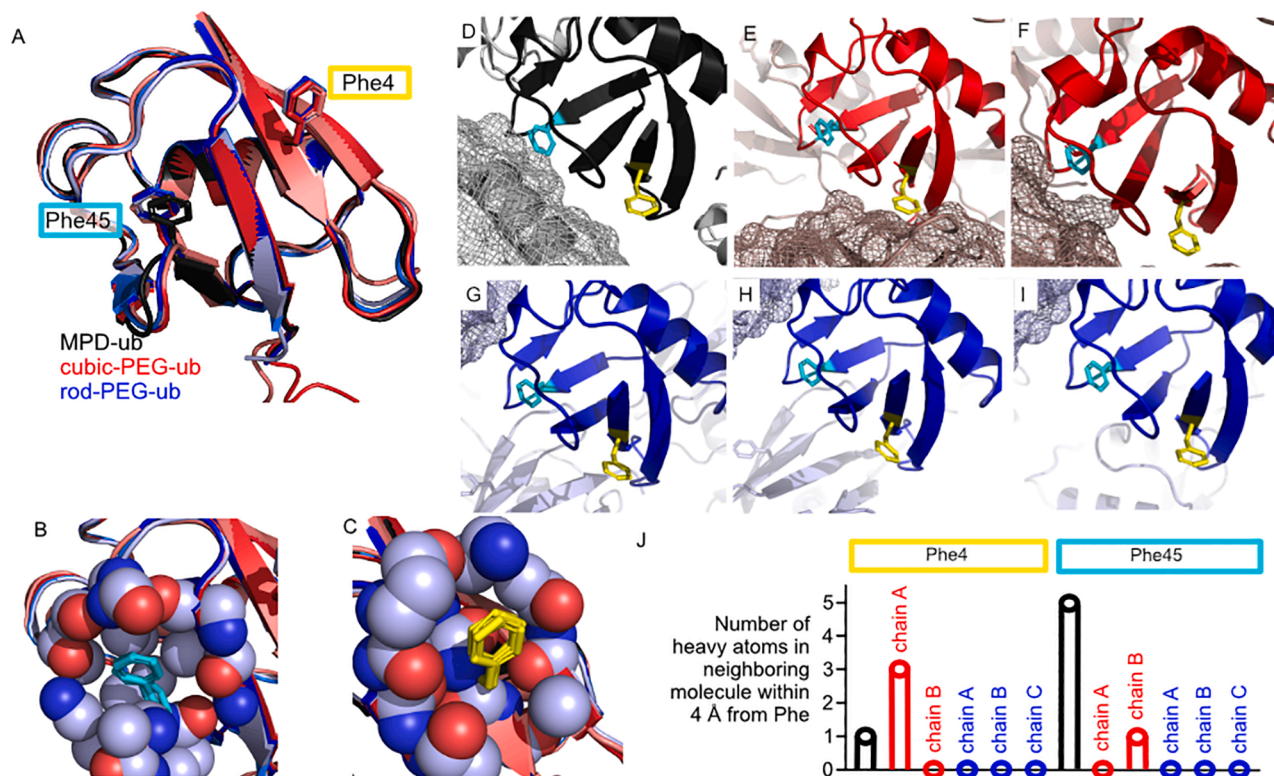 A
Phe4
Phe45
MPD-ub
cubic-PEG-ub
rod-PEG-ub
B
C
D
E
F
G
H
I
J
Phe4
Phe45
Number of
heavy atoms in
neighboring
molecule within
4 Å from Phe
5
4
3
2
1
0
chain A
chain B
chain A
chain B
chain C
chain A
chain B
chain A
chain B
chain C